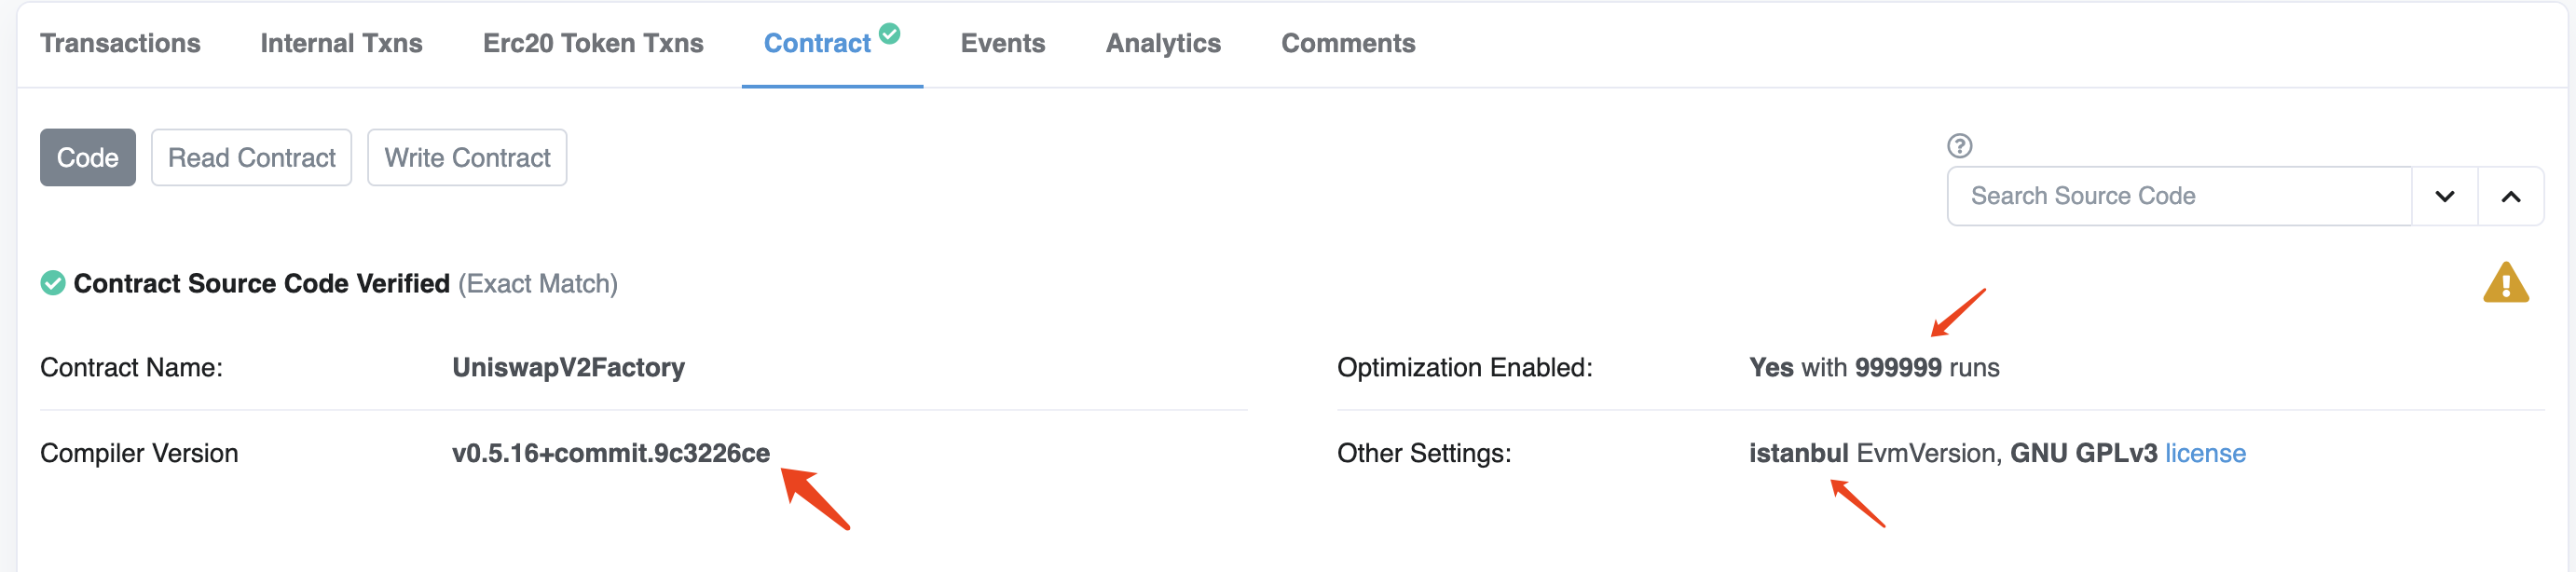 Transactions Internal Txns Erc20 Token Txns Contract Events Analytics Comments
Code Read Contract Write Contract
Search Source Code
Contract Source Code Verified (Exact Match)
Contract Name: UniswapV2Factory Optimization Enabled: Yes with 999999 runs
Compiler Version v0.5.16+commit.9c3226ce Other Settings: istanbul EvmVersion, GNU GPLv3 license